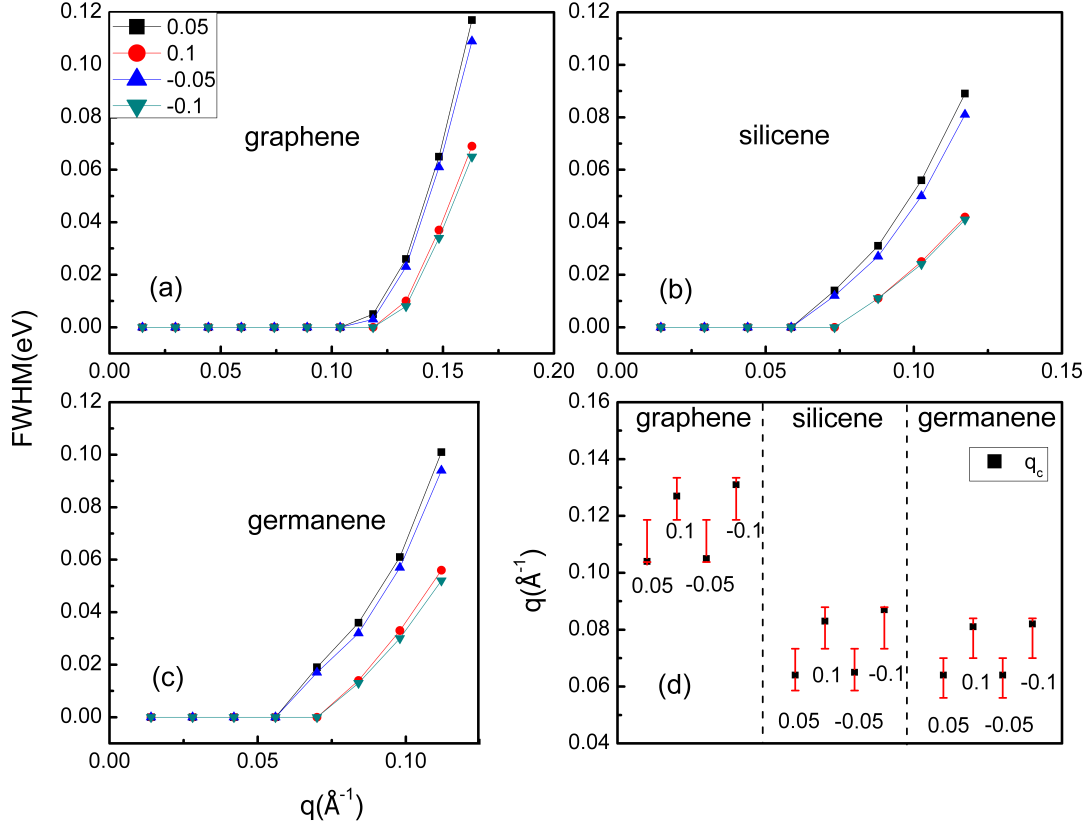 0.05
0.1
-0.05
-0.1
graphene
(a)
0.12
0.10
0.08
0.06
0.04
0.02
0.00
0.00 0.05 0.10 0.15 0.20
silicene
(b)
0.12
0.10
0.08
0.06
0.04
0.02
0.00
0.00 0.05 0.10 0.15
FWHM(eV)
germanene
(c)
0.12
0.10
0.08
0.06
0.04
0.02
0.00
0.00 0.05 0.10
q(Å⁻¹)
graphene silicene germanene
q_c
0.16
0.14
0.12
0.10
0.08
0.06
0.04
q(Å⁻¹)
0.05 0.1 -0.05 -0.1
0.05 0.1 -0.05 -0.1
0.05 0.1 -0.05 -0.1
(d)